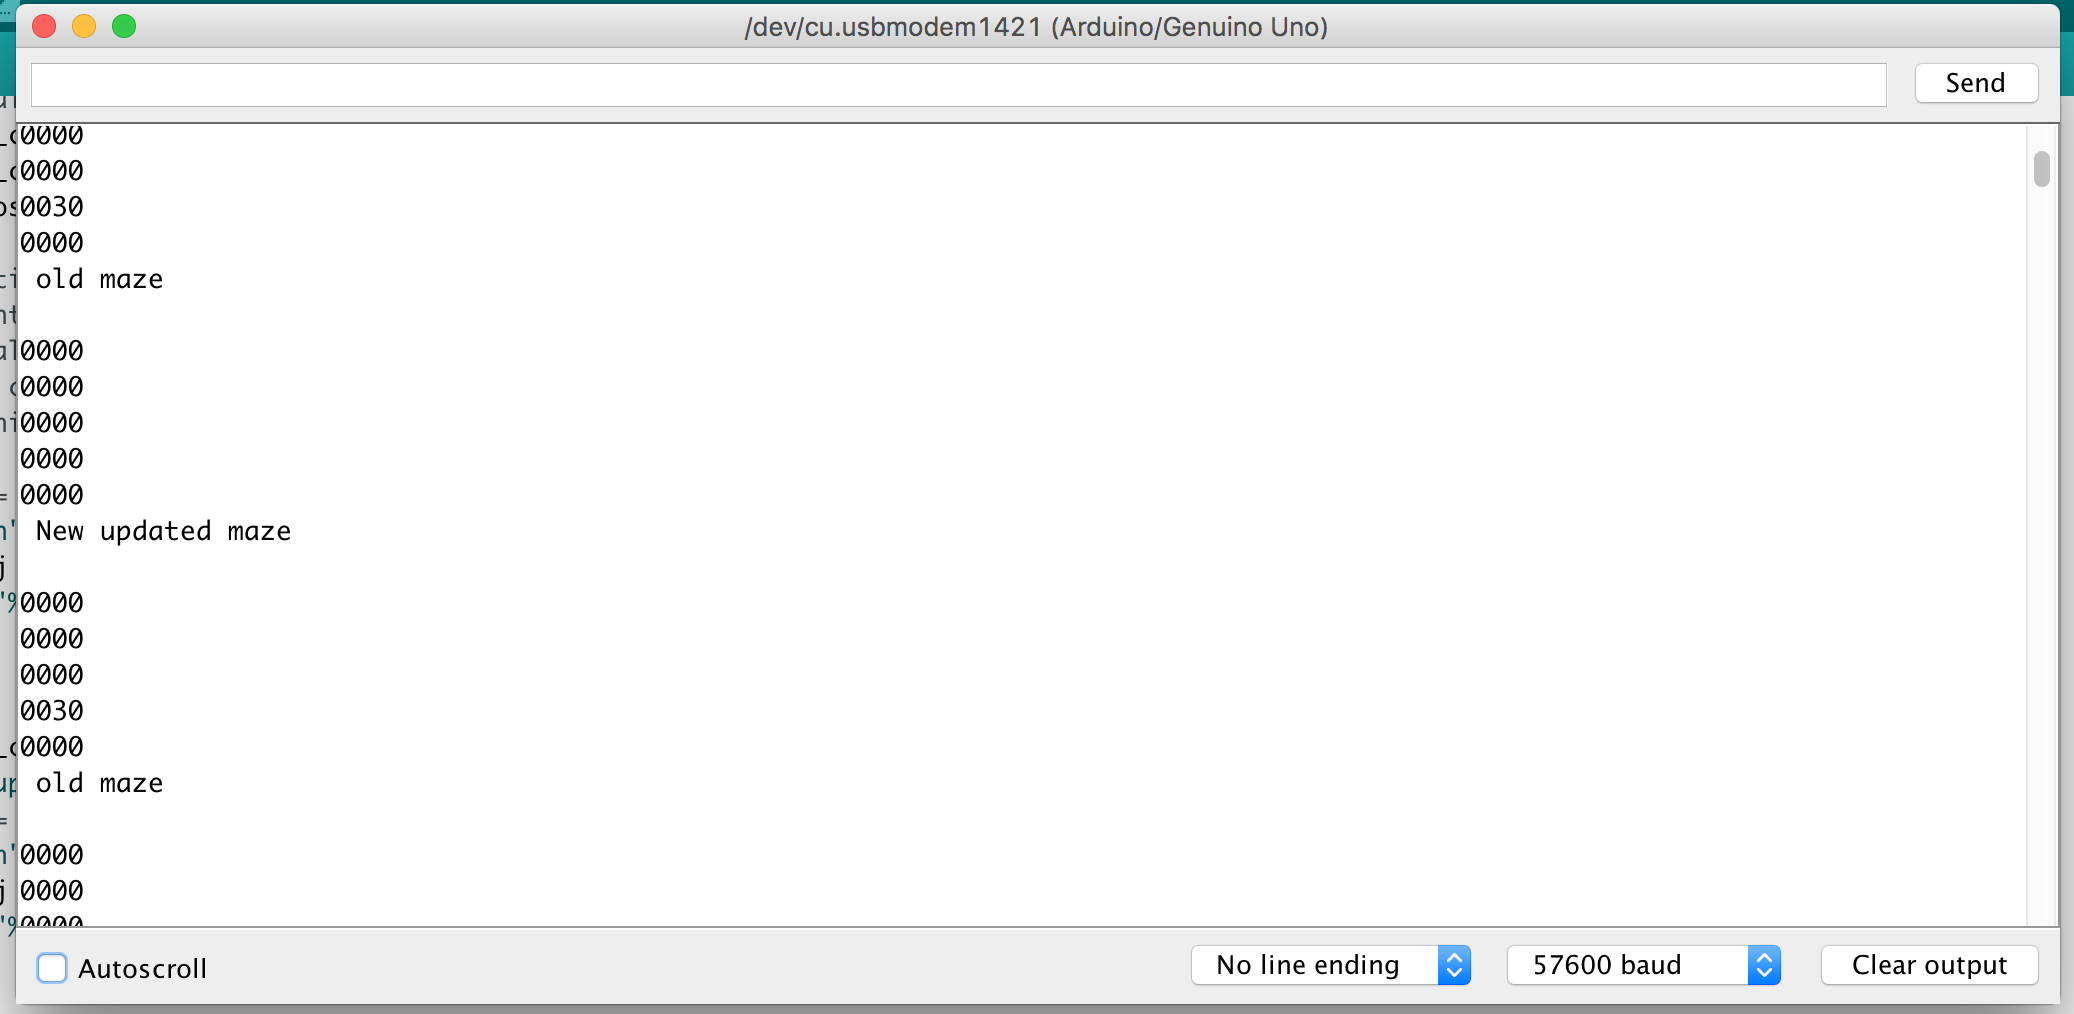 /dev/cu.usbmodem1421 (Arduino/Genuino Uno)
Send
0000
0000
0030
0000
old maze
0000
0000
0000
0000
0000
New updated maze
0000
0000
0000
0030
0000
old maze
0000
0000
0000
Autoscroll
No line ending
57600 baud
Clear output